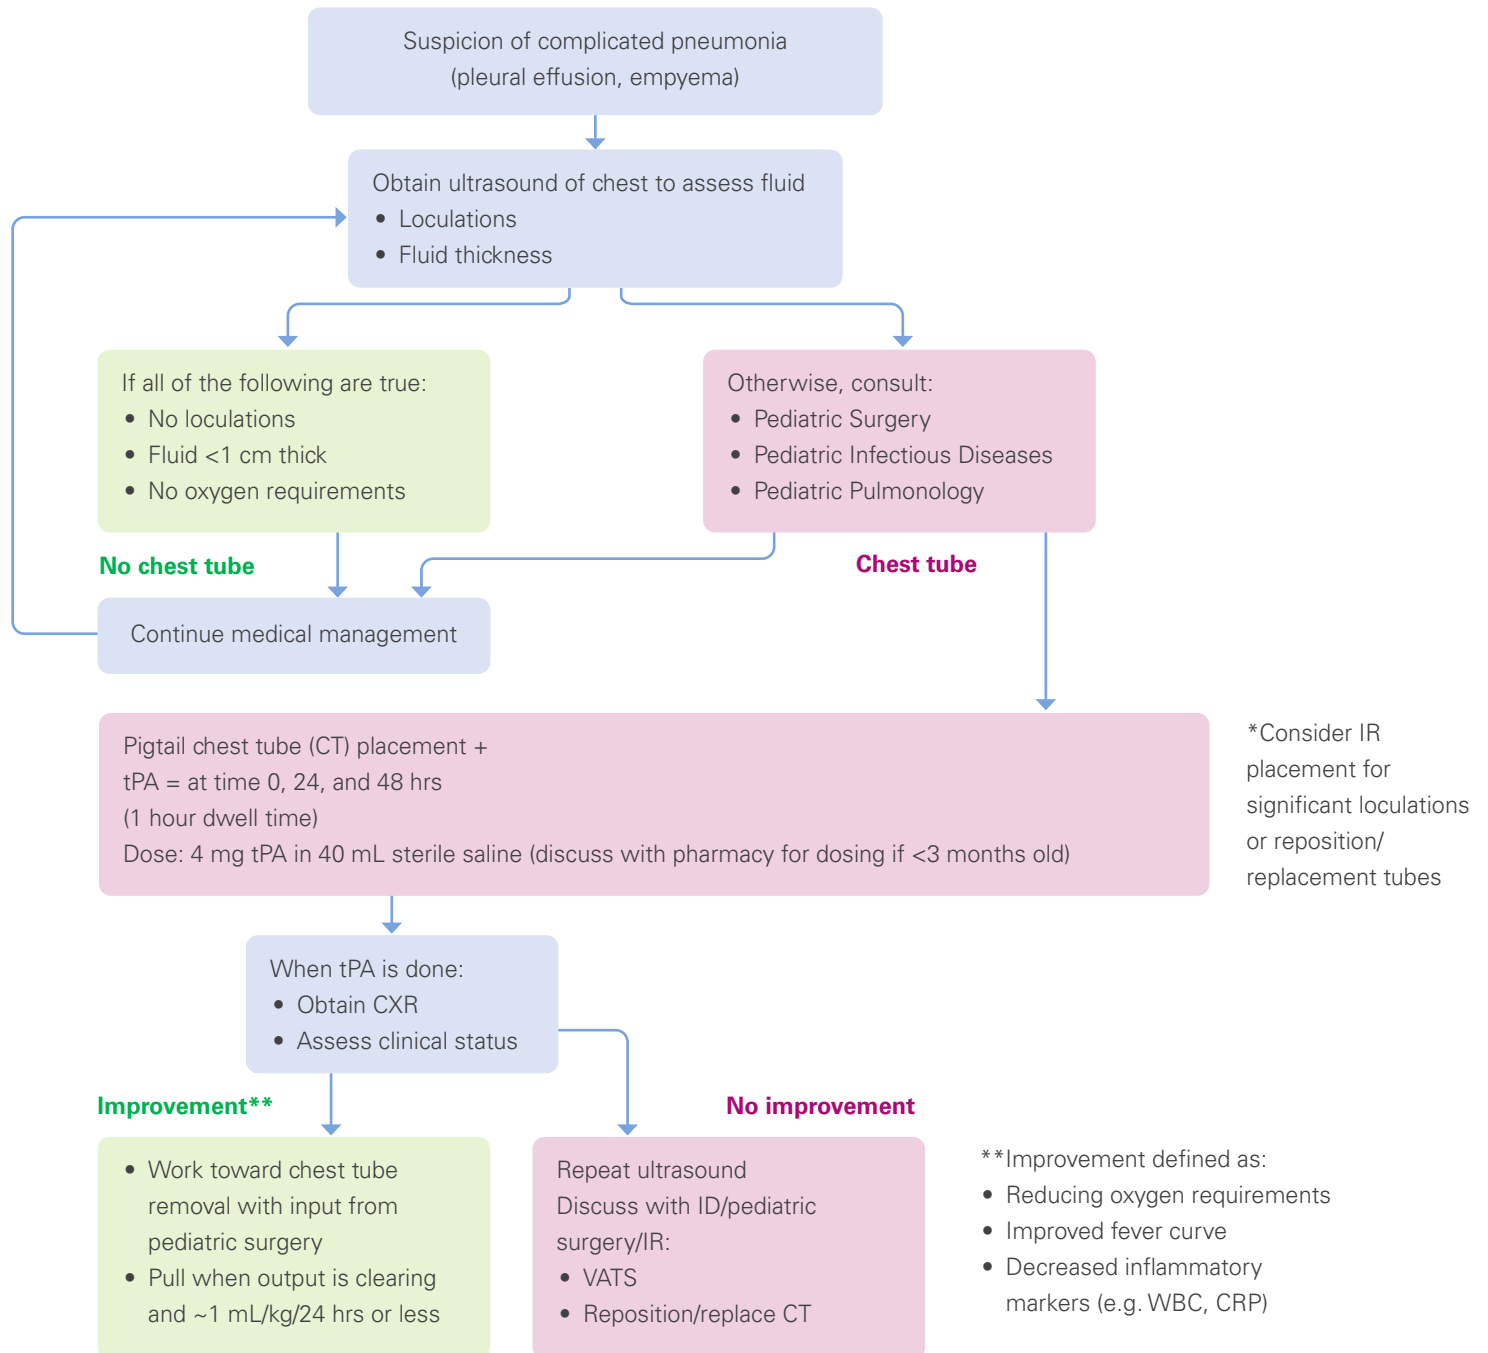 Suspicion of complicated pneumonia
(pleural effusion, empyema)
Obtain ultrasound of chest to assess fluid
• Loculations
• Fluid thickness
If all of the following are true:
• No loculations
• Fluid <1 cm thick
• No oxygen requirements
Otherwise, consult:
• Pediatric Surgery
• Pediatric Infectious Diseases
• Pediatric Pulmonology
No chest tube
Chest tube
Continue medical management
Pigtail chest tube (CT) placement +
tPA = at time 0, 24, and 48 hrs
(1 hour dwell time)
Dose: 4 mg tPA in 40 mL sterile saline (discuss with pharmacy for dosing if <3 months old)
*Consider IR
placement for
significant loculations
or reposition/
replacement tubes
When tPA is done:
• Obtain CXR
• Assess clinical status
Improvement**
No improvement
• Work toward chest tube
removal with input from
pediatric surgery
• Pull when output is clearing
and ~1 mL/kg/24 hrs or less
Repeat ultrasound
Discuss with ID/pediatric
surgery/IR:
• VATS
• Reposition/replace CT
**Improvement defined as:
• Reducing oxygen requirements
• Improved fever curve
• Decreased inflammatory
markers (e.g. WBC, CRP)